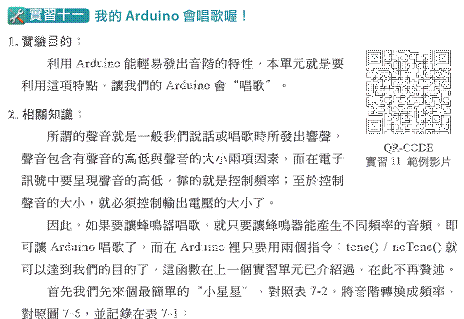 實習十一 我的 Arduino 會唱歌喔！
1. 實驗目的：
利用 Arduino 能輕易發出音階的特性，本單元就是要
利用這項特點，讓我們的 Arduino 會“唱歌”。
2. 相關知識：
所謂的聲音就是一般我們說話或唱歌時所發出響聲，
聲音包含有聲音的高低與聲音的大小兩項因素，而在電子
訊號中要呈現聲音的高低，靠的就是控制頻率；至於控制
聲音的大小，就必須控制輸出電壓的大小了。
QR-CODE
實習 11 範例影片
因此，如果要讓蜂鳴器唱歌，就只要讓蜂鳴器能產生不同頻率的音頻，即
可讓 Arduino 唱歌了，而在 Arduino 裡只要用兩個指令：tone() / noTone() 就
可以達到我們的目的了，這函數在上一個實習單元已介紹過，在此不再贅述。
首先我們先來個最簡單的“小星星”，對照表 7-2，將音階轉換成頻率，
對照圖 7-6，並記錄在表 7-1：